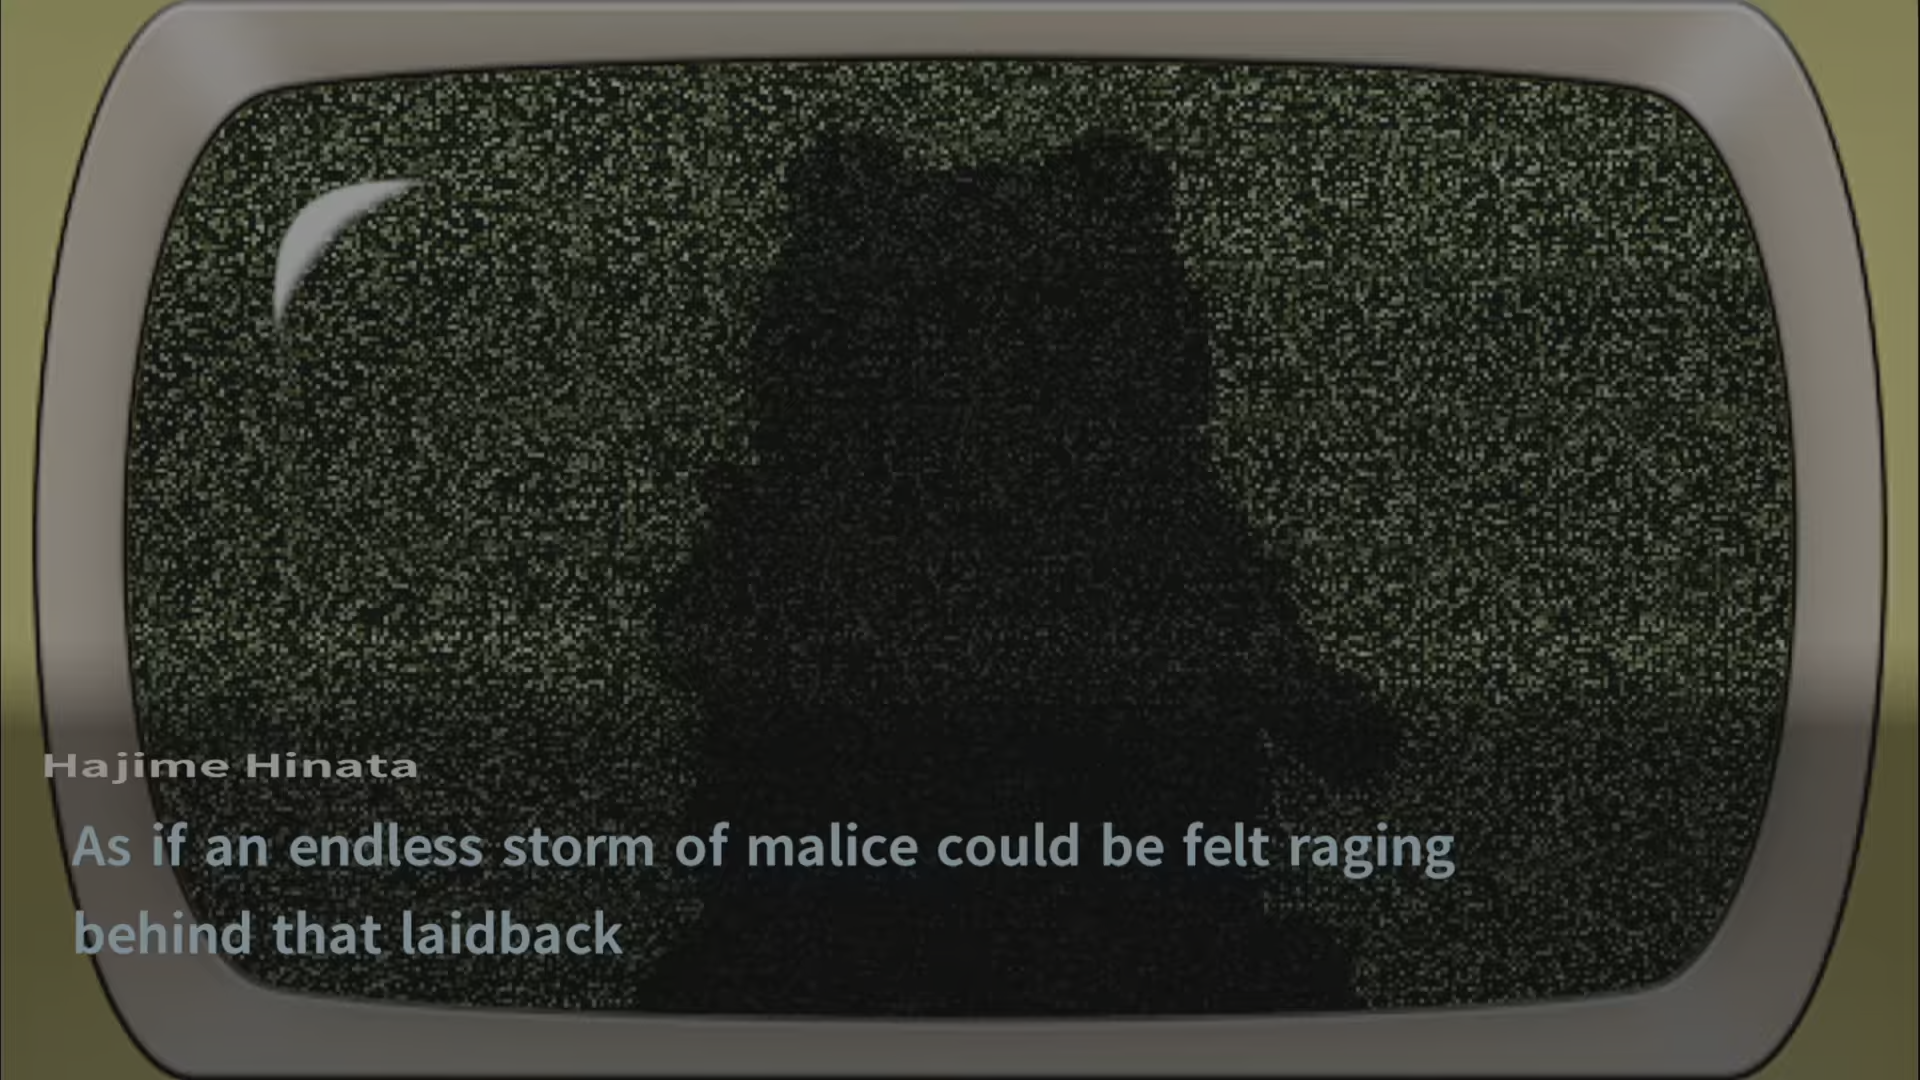 Hajime Hinata
As if an endless storm of malice could be felt raging
behind that laidback